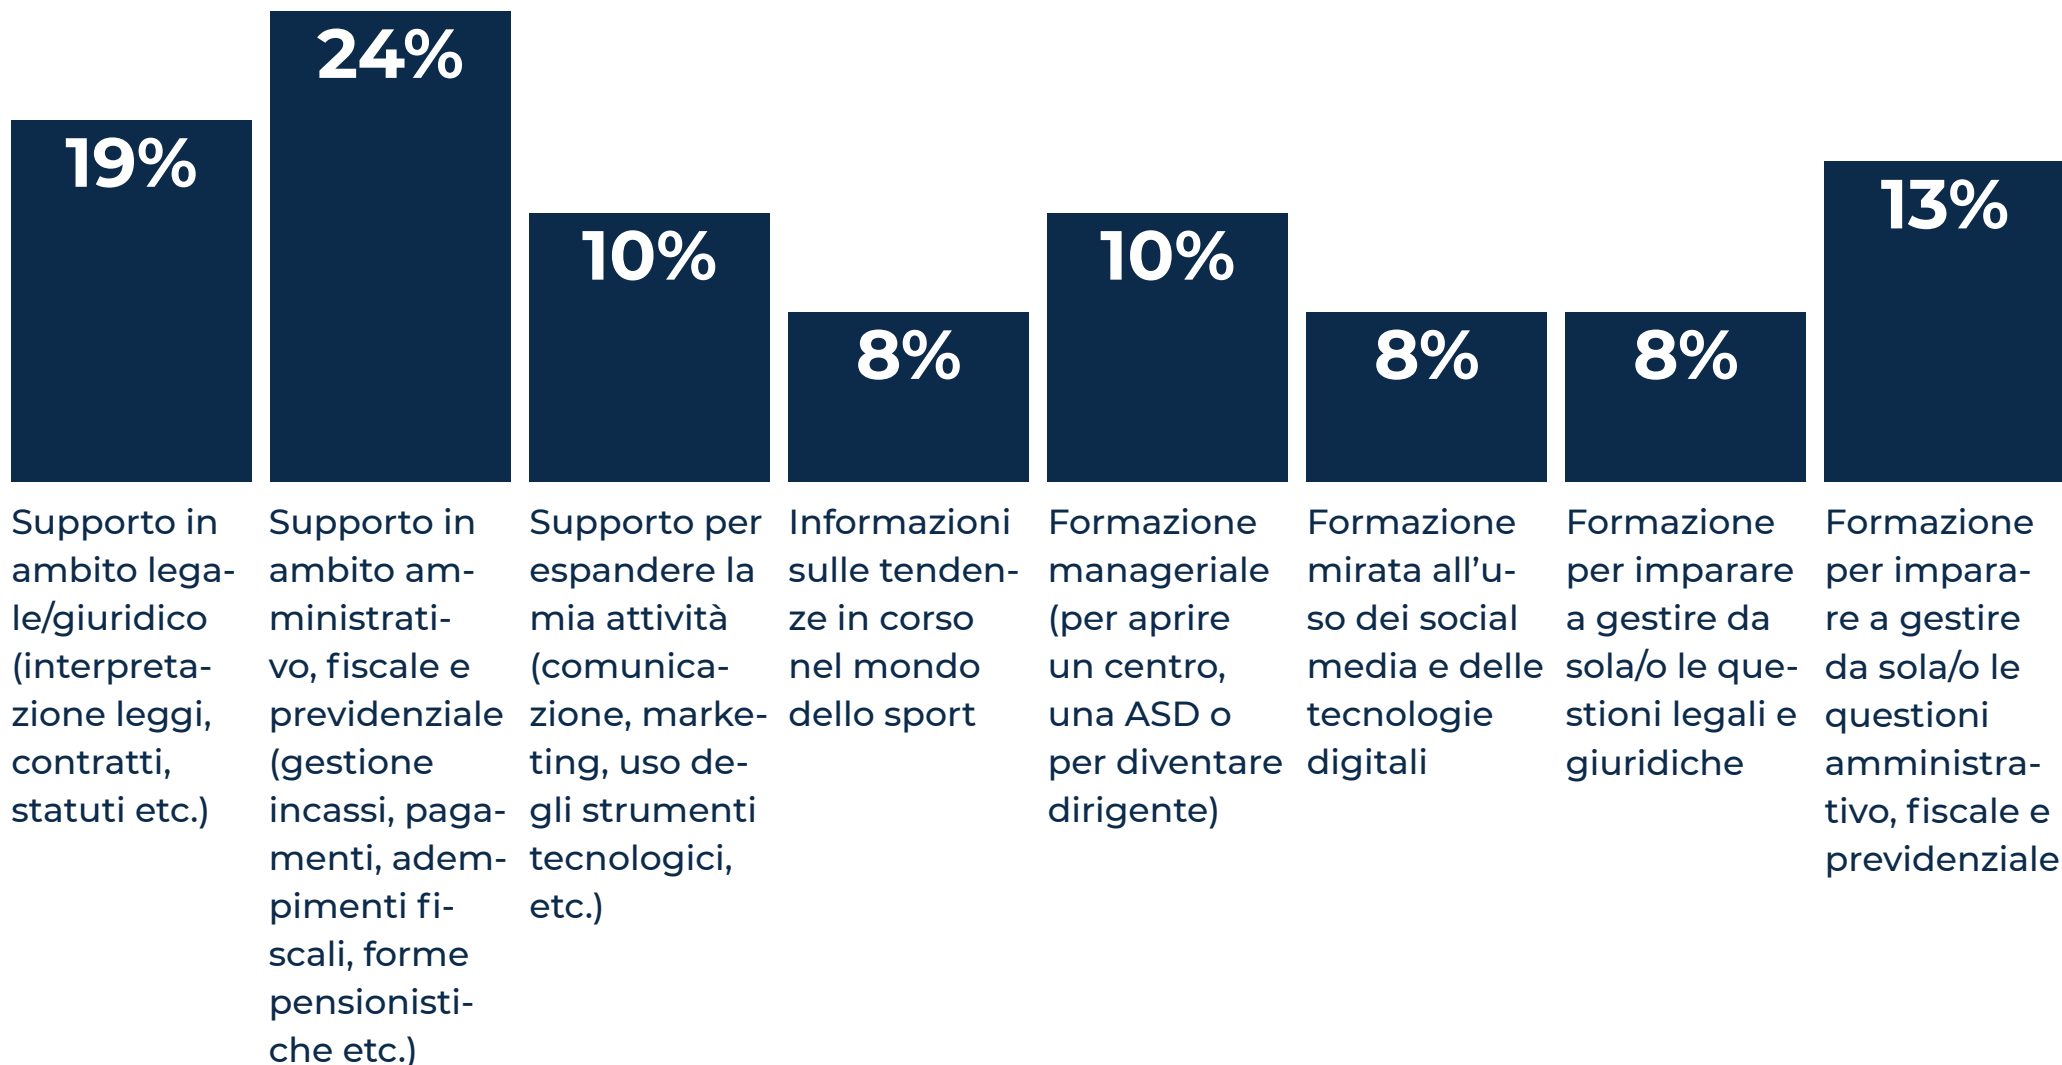 19%
24%
10%
8%
10%
8%
8%
13%
Supporto in
ambito lega-
le/giuridico
(interpreta-
zione leggi,
contratti,
statuti etc.)
Supporto in
ambito am-
ministrati-
vo, fiscale e
previdenziale
(gestione
incassi, paga-
menti, adem-
pimenti fi-
scali, forme
pensionisti-
che etc.)
Supporto per
espandere la
mia attività
(comunica-
zione, marke-
ting, uso de-
gli strumenti
tecnologici,
etc.)
Informazioni
sulle tenden-
ze in corso
nel mondo
dello sport
Formazione
manageriale
(per aprire
un centro,
una ASD o
per diventare
dirigente)
Formazione
mirata all’u-
so dei social
media e delle
tecnologie
digitali
Formazione
per imparare
a gestire da
sola/o le que-
stioni legali e
giuridiche
Formazione
per impara-
re a gestire
da sola/o le
questioni
amministra-
tivo, fiscale e
previdenziale